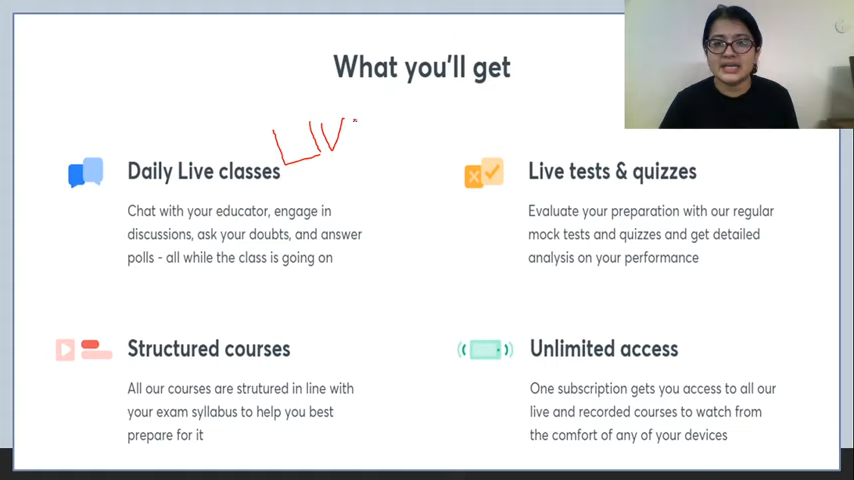 What you'll get
LIV
Daily Live classes
Chat with your educator, engage in
discussions, ask your doubts, and answer
polls - all while the class is going on
Live tests & quizzes
Evaluate your preparation with our regular
mock tests and quizzes and get detailed
analysis on your performance
Structured courses
All our courses are strutured in line with
your exam syllabus to help you best
prepare for it
Unlimited access
One subscription gets you access to all our
live and recorded courses to watch from
the comfort of any of your devices